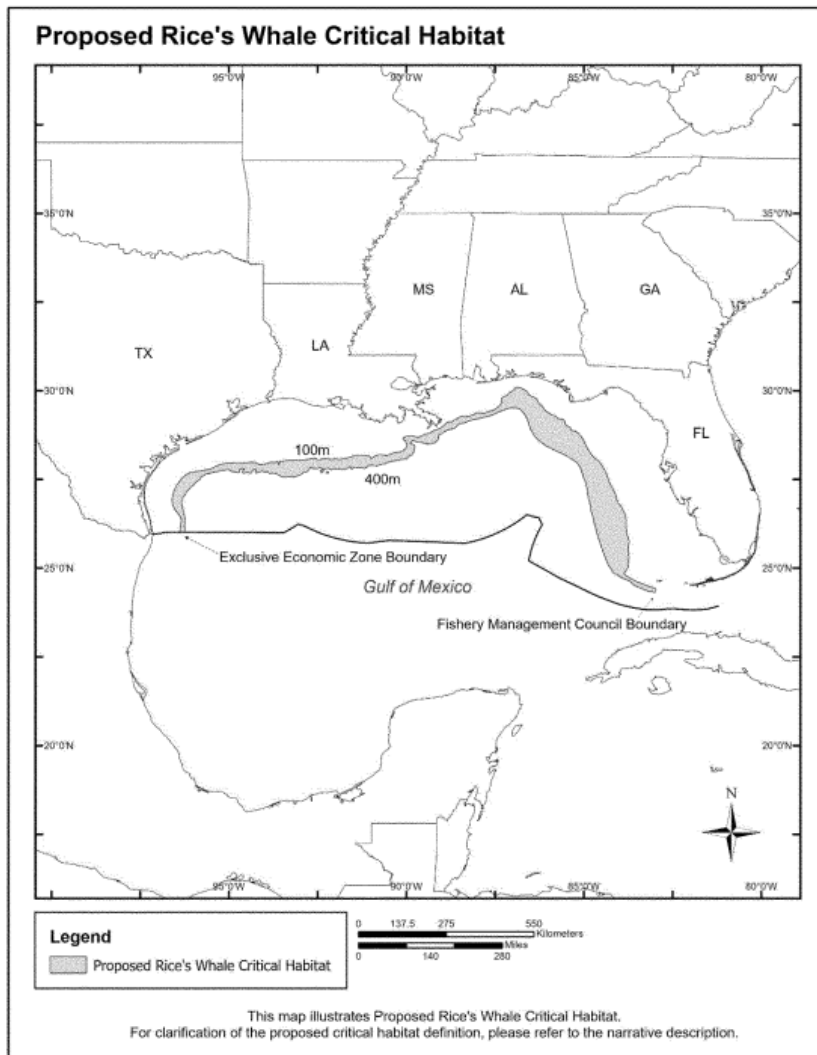 Proposed Rice's Whale Critical Habitat
95°0'W 90°0'W 85°0'W 80°0'W
35°0'N 35°0'N
MS AL GA
TX LA
30°0'N 30°0'N
FL
100m
400m
Exclusive Economic Zone Boundary
25°0'N 25°0'N
Gulf of Mexico
Fishery Management Council Boundary
20°0'N 20°0'N
N
95°0'W 90°0'W 85°0'W 80°0'W
Legend
Proposed Rice's Whale Critical Habitat
0 137.5 275 550
Kilometers
Miles
0 140 280
This map illustrates Proposed Rice's Whale Critical Habitat.
For clarification of the proposed critical habitat definition, please refer to the narrative description.